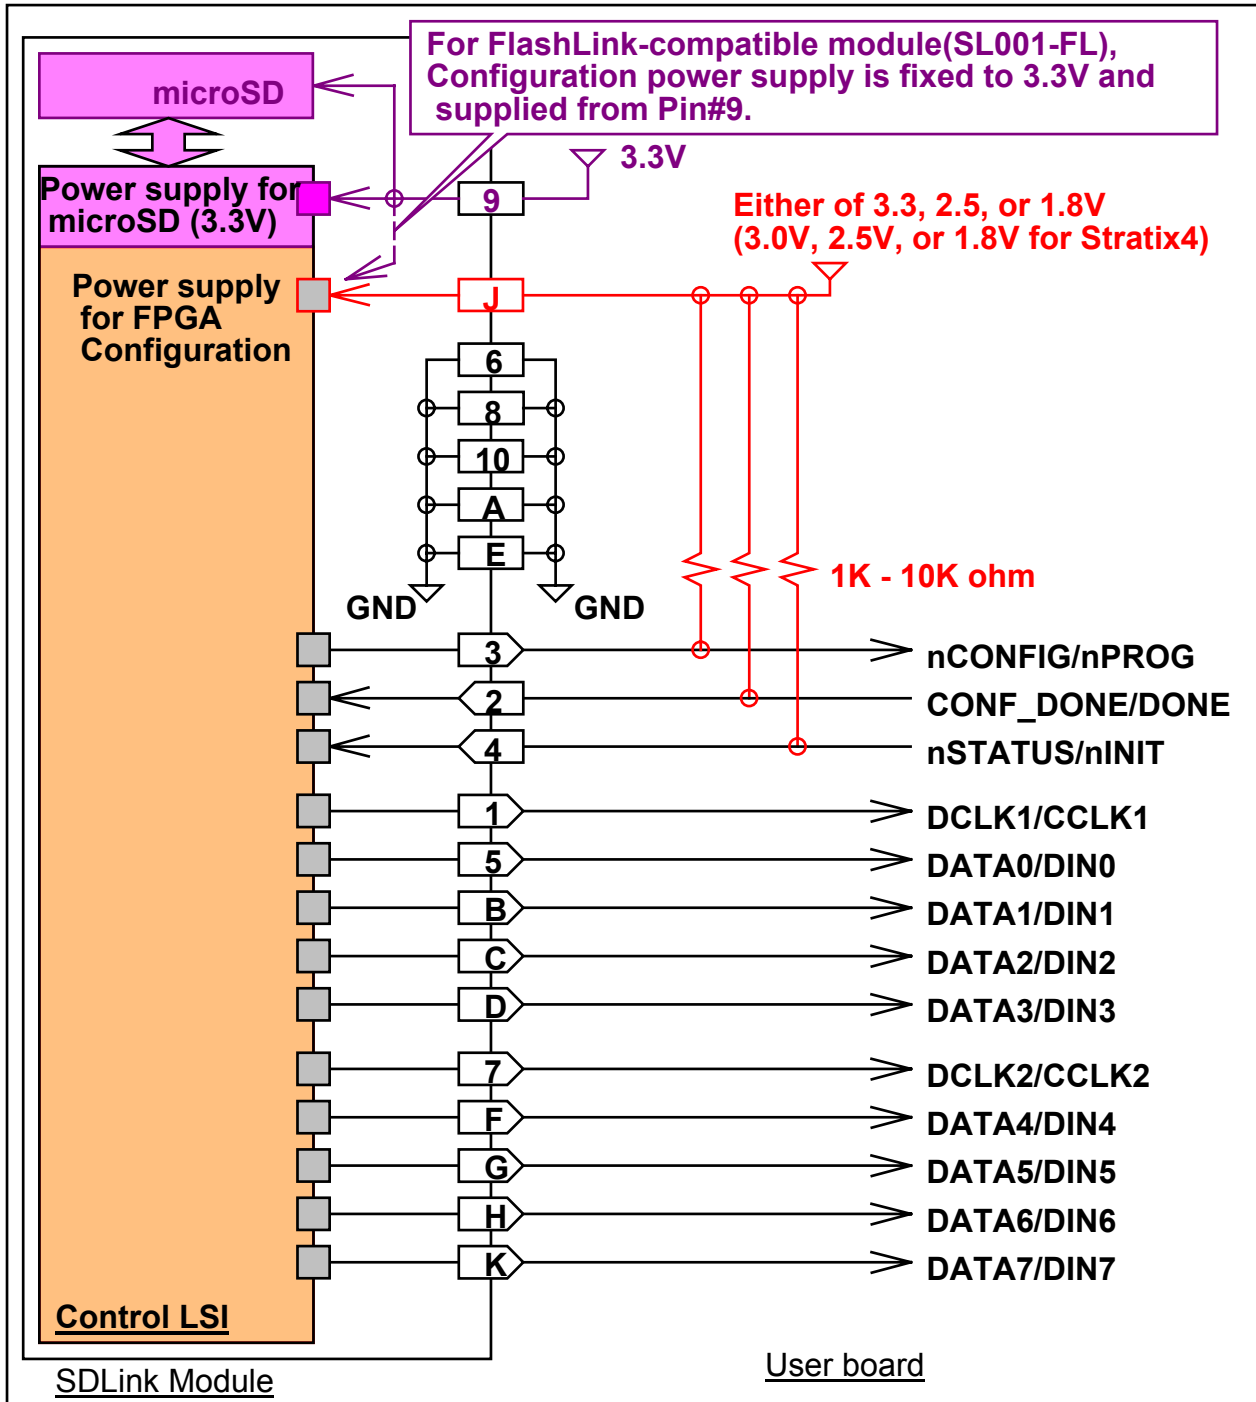 For FlashLink-compatible module(SL001-FL),
Configuration power supply is fixed to 3.3V and
supplied from Pin#9.
microSD
3.3V
Power supply for
microSD (3.3V)
9
Either of 3.3, 2.5, or 1.8V
(3.0V, 2.5V, or 1.8V for Stratix4)
Power supply
for FPGA
Configuration
J
6
8
10
A
E
1K - 10K ohm
GND
GND
3
nCONFIG/nPROG
2
CONF_DONE/DONE
4
nSTATUS/nINIT
1
DCLK1/CCLK1
5
DATA0/DIN0
B
DATA1/DIN1
C
DATA2/DIN2
D
DATA3/DIN3
7
DCLK2/CCLK2
F
DATA4/DIN4
G
DATA5/DIN5
H
DATA6/DIN6
K
DATA7/DIN7
Control LSI
SDLink Module
User board